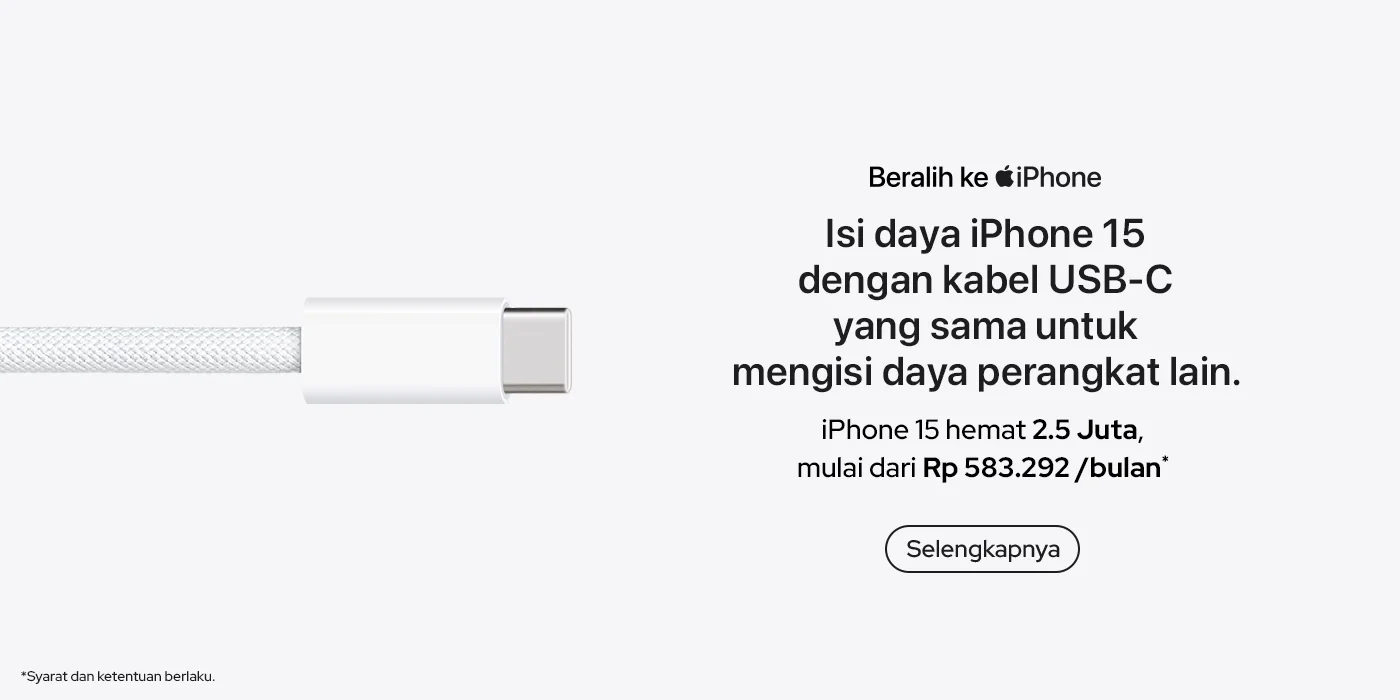 Beralih ke iPhone
Isi daya iPhone 15
dengan kabel USB-C
yang sama untuk
mengisi daya perangkat lain.
iPhone 15 hemat 2.5 Juta,
mulai dari Rp 583.292 /bulan*
Selengkapnya
*Syarat dan ketentuan berlaku.